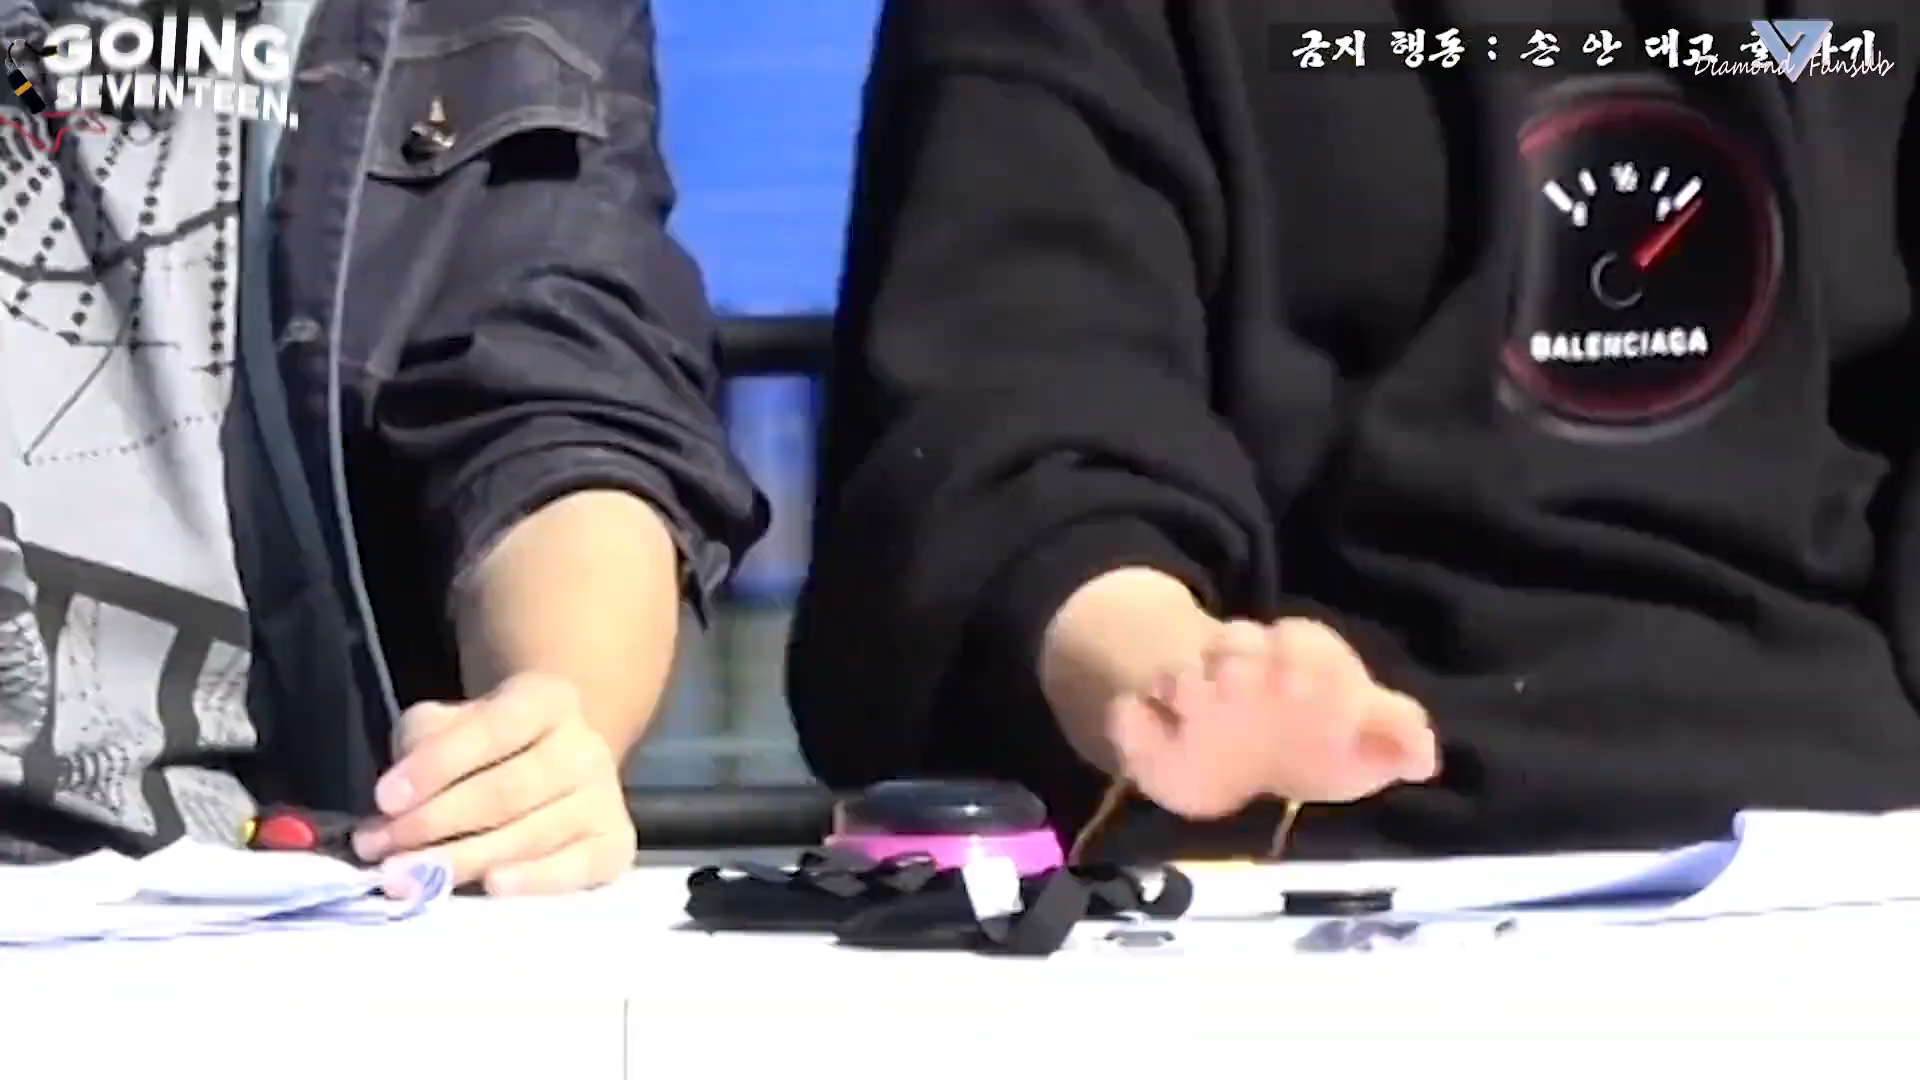 GOING
SEVENTEEN.
금지 행동 : 손 안 대고
Diamond Fansub
BALENCIAGA